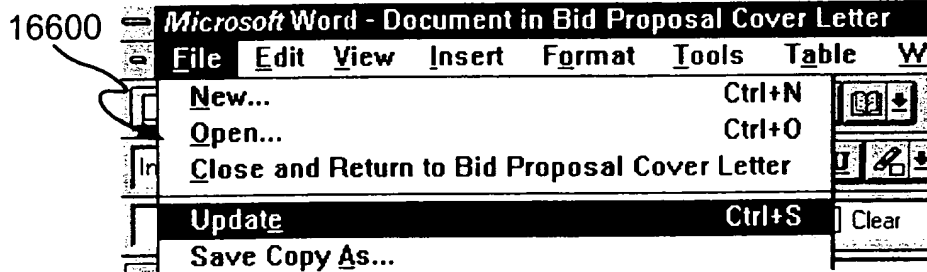 16600
Microsoft Word - Document in Bid Proposal Cover Letter
File Edit View Insert Format Tools Table W
New... Ctrl+N
Open... Ctrl+O
Close and Return to Bid Proposal Cover Letter
In
Update Ctrl+S
Clear
Save Copy As...